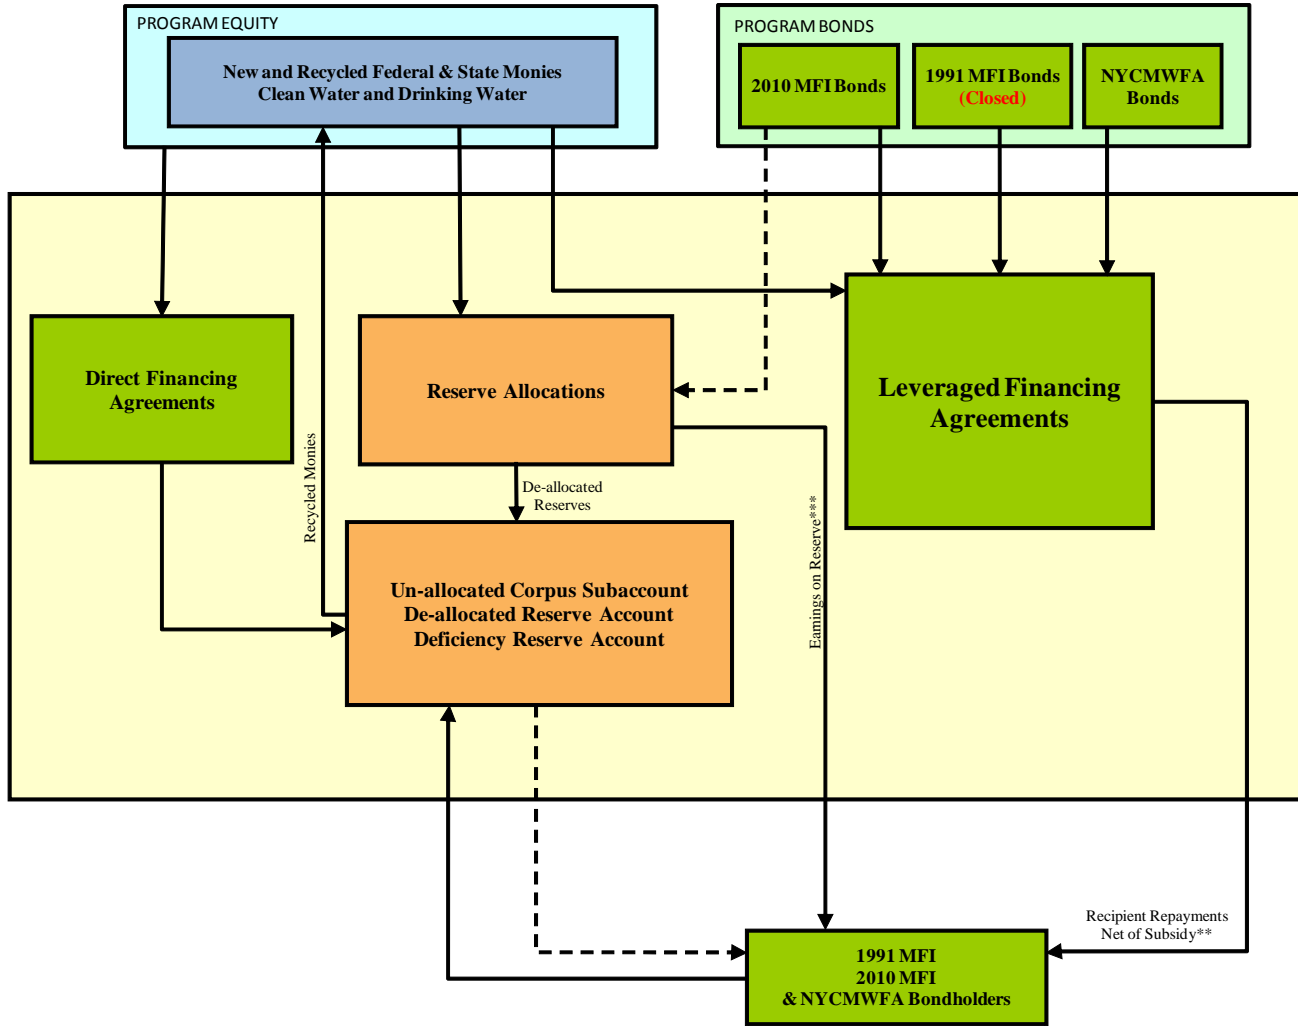 PROGRAM EQUITY
New and Recycled Federal & State Monies
Clean Water and Drinking Water
PROGRAM BONDS
2010 MFI Bonds
1991 MFI Bonds
(Closed)
NYCMWFA
Bonds
Direct Financing
Agreements
Reserve Allocations
Leveraged Financing
Agreements
Recycled Monies
De-allocated
Reserves
Earnings on Reserve***
Un-allocated Corpus Subaccount
De-allocated Reserve Account
Deficiency Reserve Account
Recipient Repayments
Net of Subsidy**
1991 MFI
2010 MFI
& NYCMWFA Bondholders